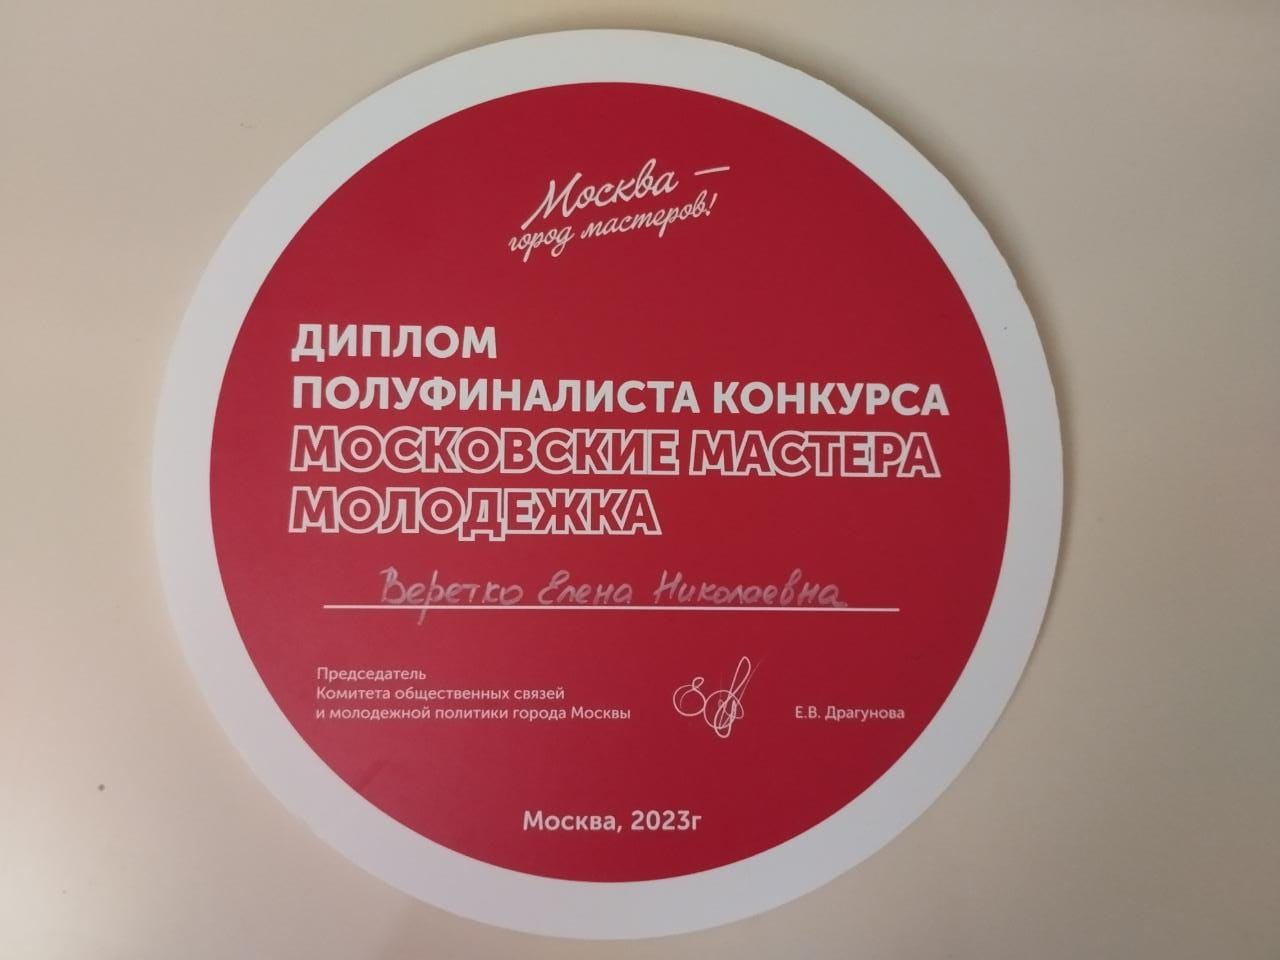 Москва —
город мастеров!
ДИПЛОМ
ПОЛУФИНАЛИСТА КОНКУРСА
МОСКОВСКИЕ МАСТЕРА
МОЛОДЕЖКА
Веретко Елена Николаевна
Председатель
Комитета общественных связей
и молодежной политики города Москвы
Е.В. Драгунова
Москва, 2023г